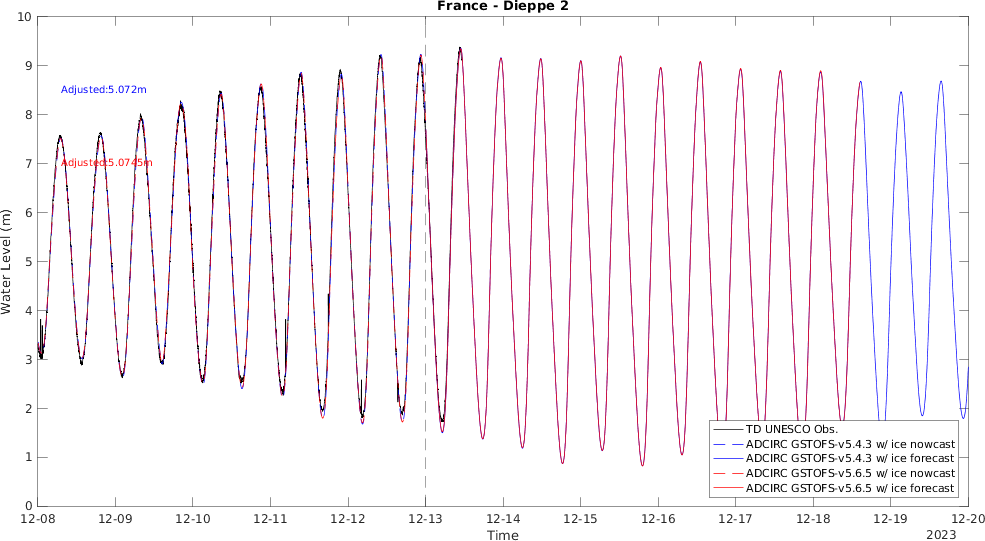 France - Dieppe 2
10
9
8
7
6
5
4
3
2
1
0
Water Level (m)
Adjusted:5.072m
Adjusted:5.0745m
TD UNESCO Obs.
ADCIRC GSTOFS-v5.4.3 w/ ice nowcast
ADCIRC GSTOFS-v5.4.3 w/ ice forecast
ADCIRC GSTOFS-v5.6.5 w/ ice nowcast
ADCIRC GSTOFS-v5.6.5 w/ ice forecast
12-08 12-09 12-10 12-11 12-12 12-13 12-14 12-15 12-16 12-17 12-18 12-19 12-20
Time
2023